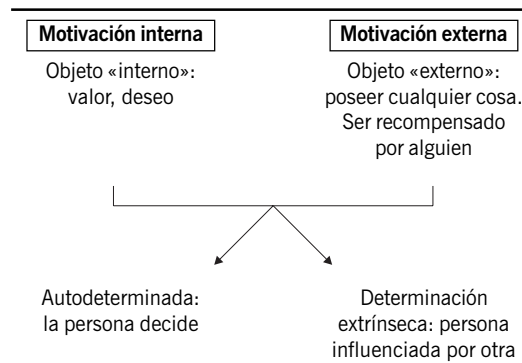 Motivación interna
Objeto «interno»:
valor, deseo
Motivación externa
Objeto «externo»:
poseer cualquier cosa.
Ser recompensado
por alguien
Autodeterminada:
la persona decide
Determinación
extrínseca: persona
influenciada por otra